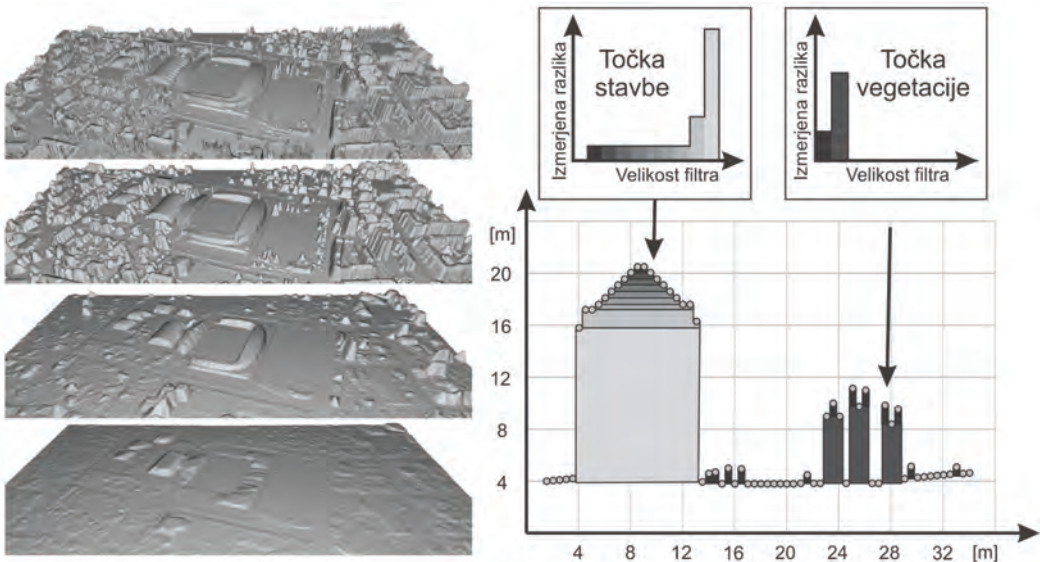 Izmerjena razlika
Točka
stavbe
Velikost filtra
Izmerjena razlika
Točka
vegetacije
Velikost filtra
[m]
20
16
12
8
4
4 8 12 16 20 24 28 32 [m]